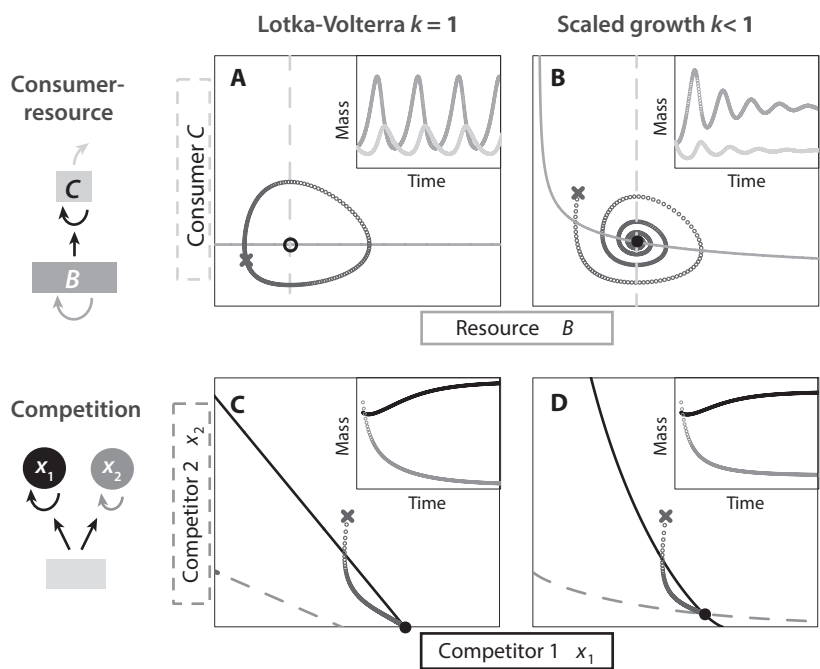 Lotka-Volterra k = 1
Scaled growth k< 1
Consumer-
resource
C
B
Consumer C
A
Mass
Time
B
Mass
Time
Resource B
Competition
x1
x2
Competitor 2 x2
C
Mass
Time
D
Mass
Time
Competitor 1 x1